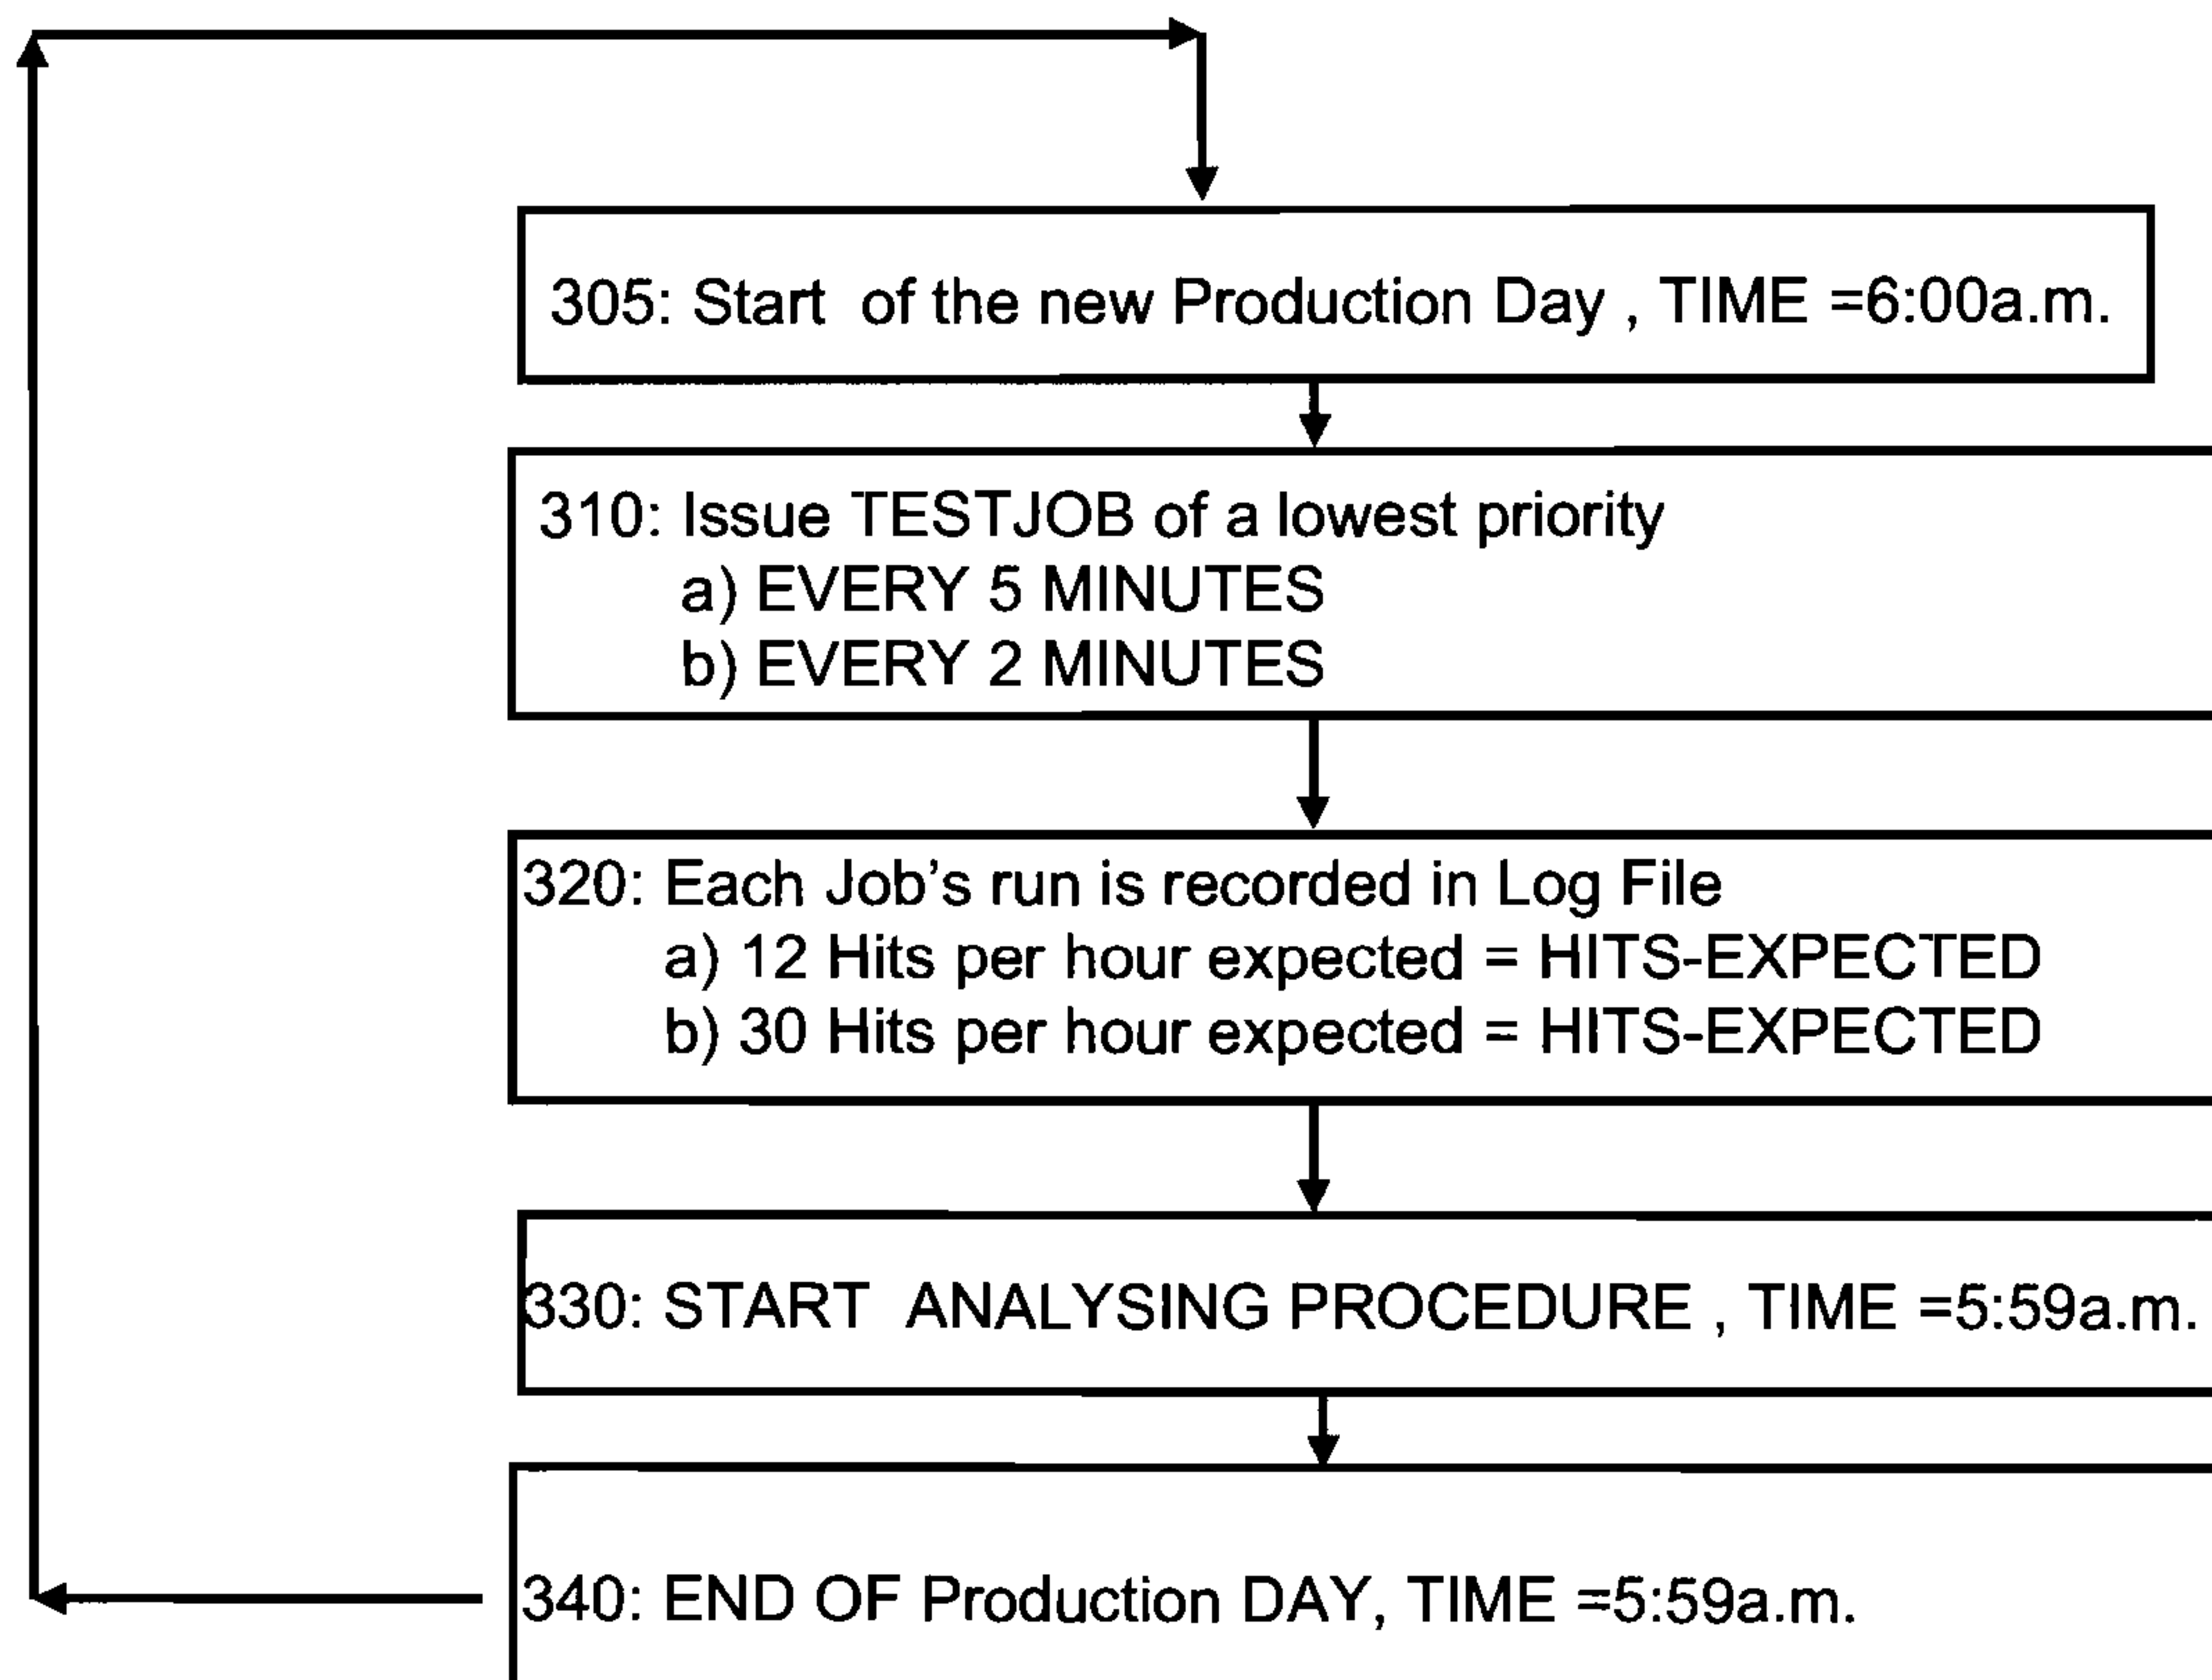 305: Start of the new Production Day , TIME =6:00a.m.
310: Issue TESTJOB of a lowest priority
a) EVERY 5 MINUTES
b) EVERY 2 MINUTES
320: Each Job's run is recorded in Log File
a) 12 Hits per hour expected = HITS-EXPECTED
b) 30 Hits per hour expected = HITS-EXPECTED
330: START ANALYSING PROCEDURE , TIME =5:59a.m.
340: END OF Production DAY, TIME =5:59a.m.